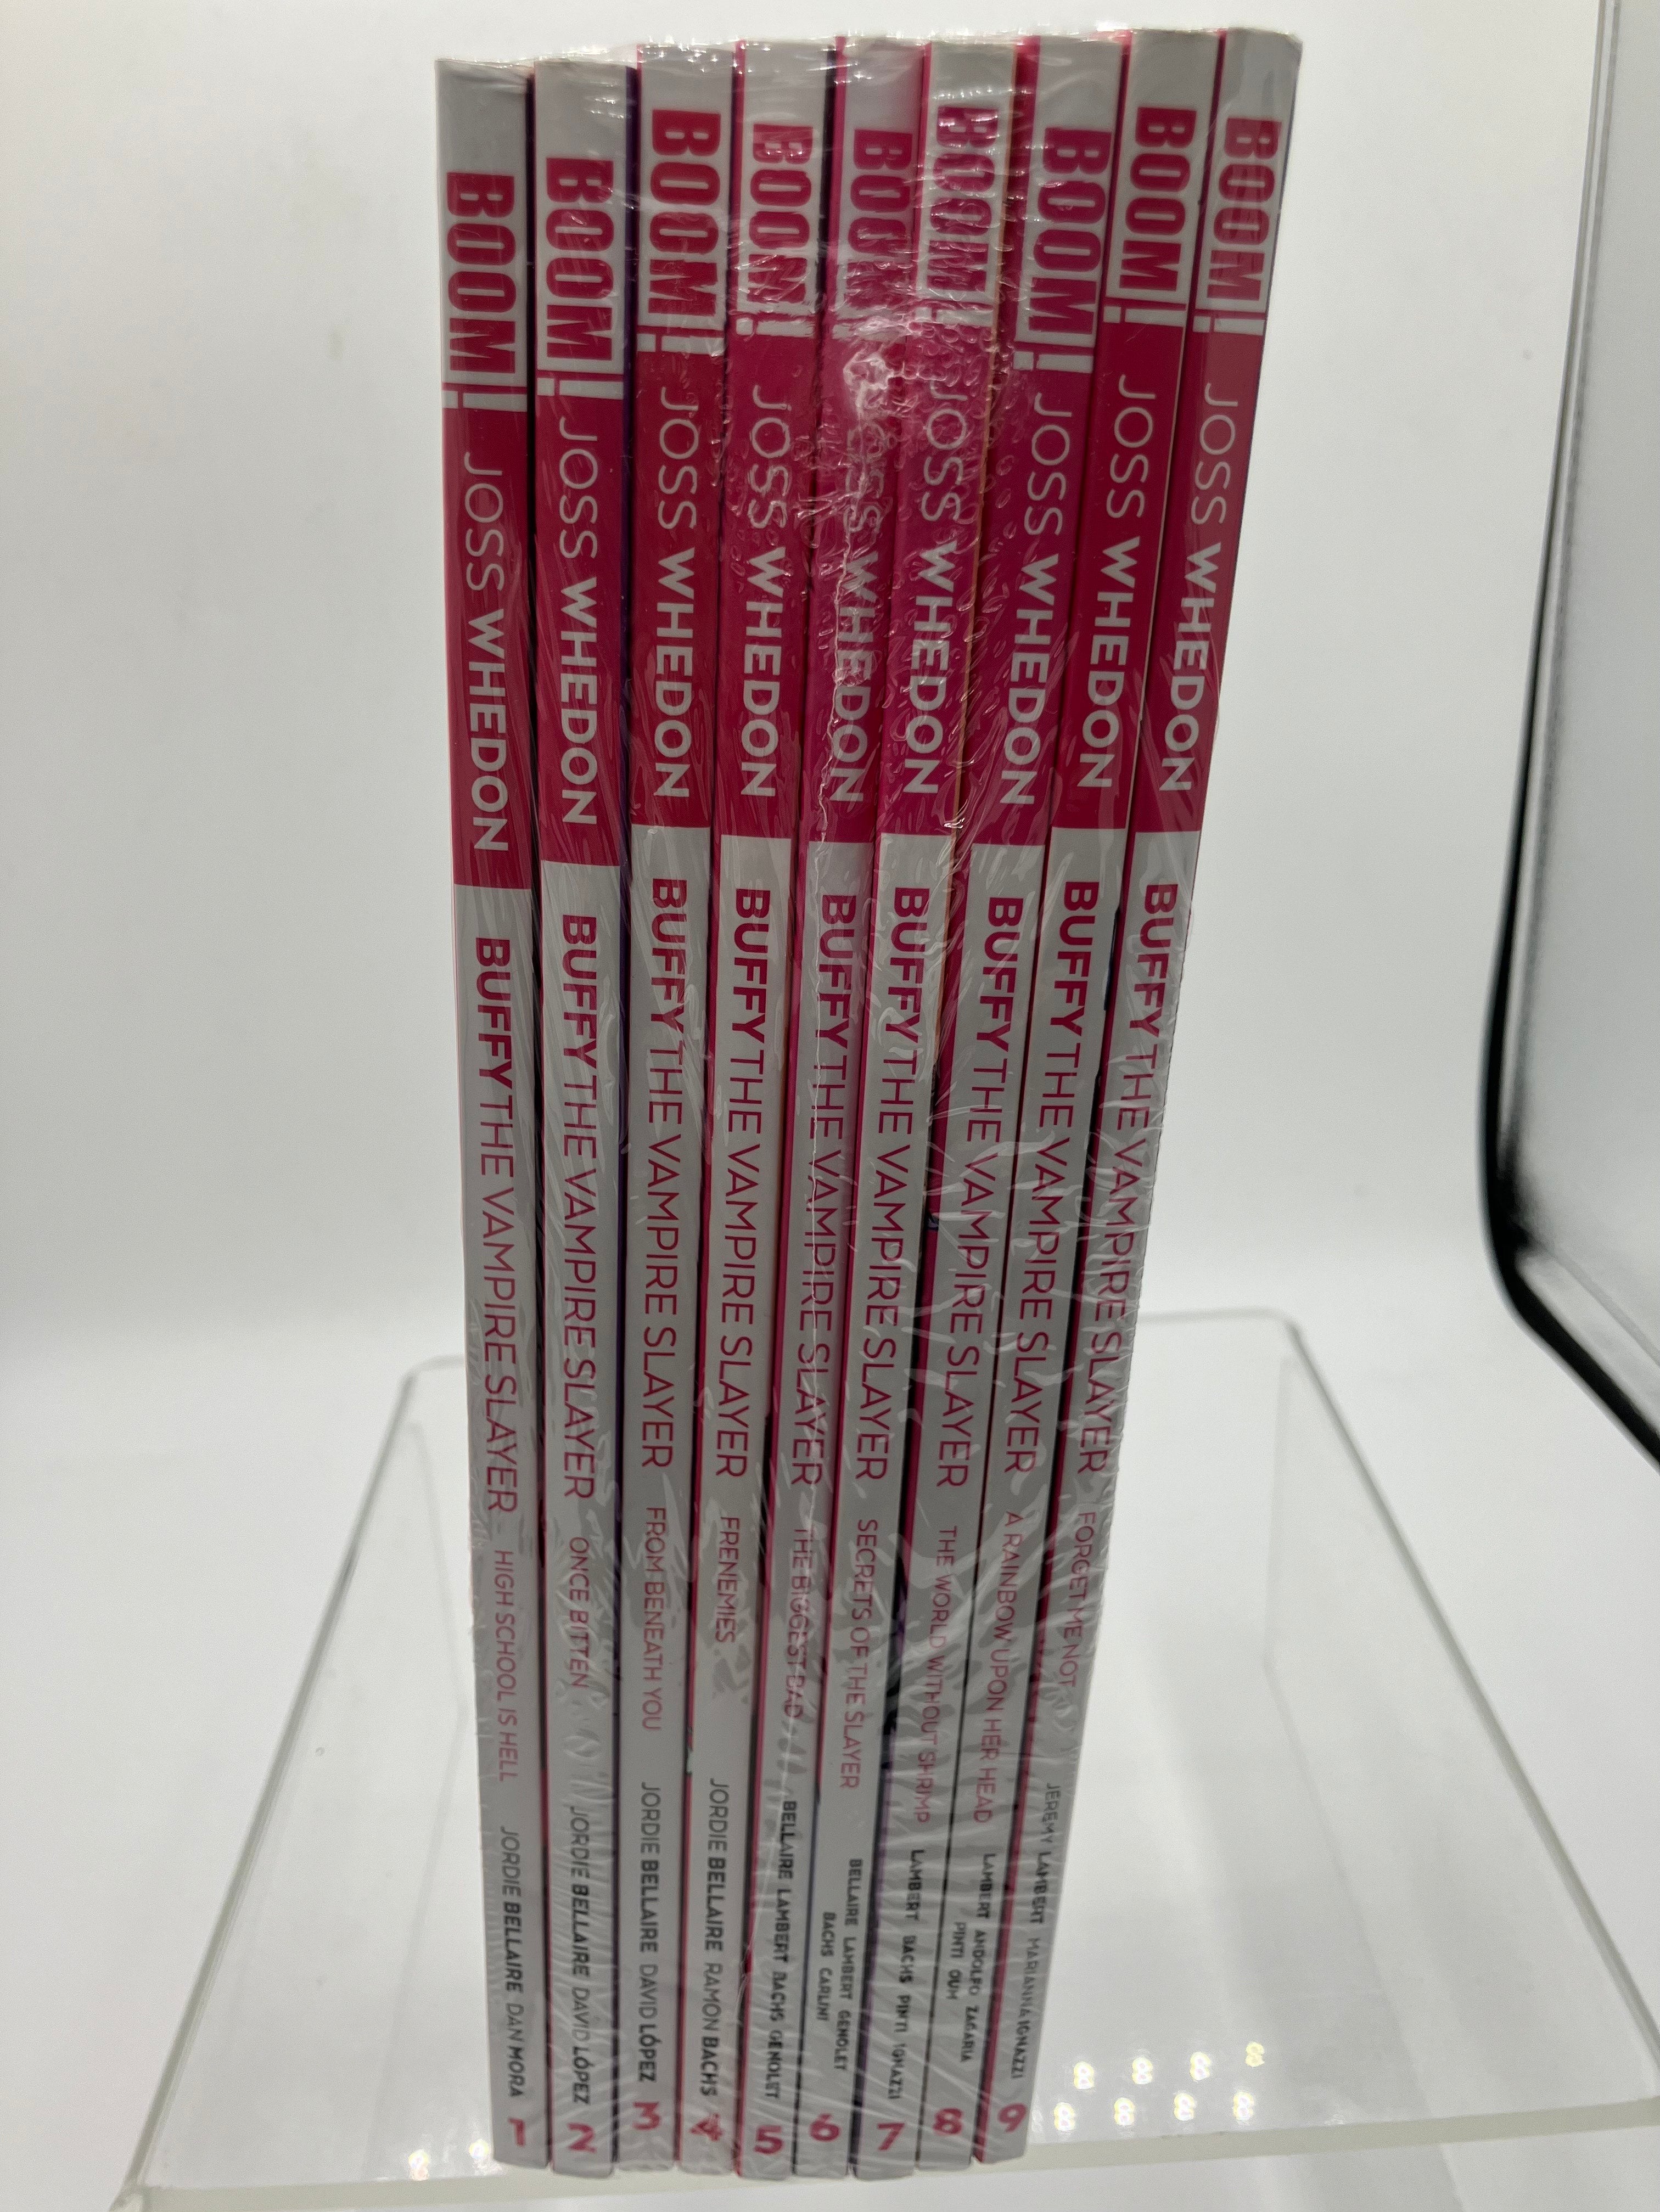 BOOM! JOSS WHEDON BUFFY THE VAMPIRE SLAYER HIGH SCHOOL IS HELL JORDIE BELLAIRE DAN MORA 1
BOOM! JOSS WHEDON BUFFY THE VAMPIRE SLAYER ONCE BITTEN JORDIE BELLAIRE DAVID LÓPEZ 2
BOOM! JOSS WHEDON BUFFY THE VAMPIRE SLAYER FROM BENEATH YOU JORDIE BELLAIRE DAVID LÓPEZ 3
BOOM! JOSS WHEDON BUFFY THE VAMPIRE SLAYER FRENEMIES JORDIE BELLAIRE RAMON BACHS 4
BOOM! JOSS WHEDON BUFFY THE VAMPIRE SLAYER THE BIGGEST BAD BELLAIRE LAMBERT BACHS GENOLET 5
BOOM! JOSS WHEDON BUFFY THE VAMPIRE SLAYER SECRETS OF THE SLAYER BELLAIRE LAMBERT GENOLET
BACHS CARLINI 6
BOOM! JOSS WHEDON BUFFY THE VAMPIRE SLAYER THE WORLD WITHOUT SHRIMP LAMBERT BACHS PINTI IGNAZZI 7
BOOM! JOSS WHEDON BUFFY THE VAMPIRE SLAYER A RAINBOW UPON HER HEAD LAMBERT ANDOLFO ZAGARIA
PINTI OUM 8
BOOM! JOSS WHEDON BUFFY THE VAMPIRE SLAYER FORGET ME NOT JEREMY LAMBERT MARIANNA IGNAZZI 9